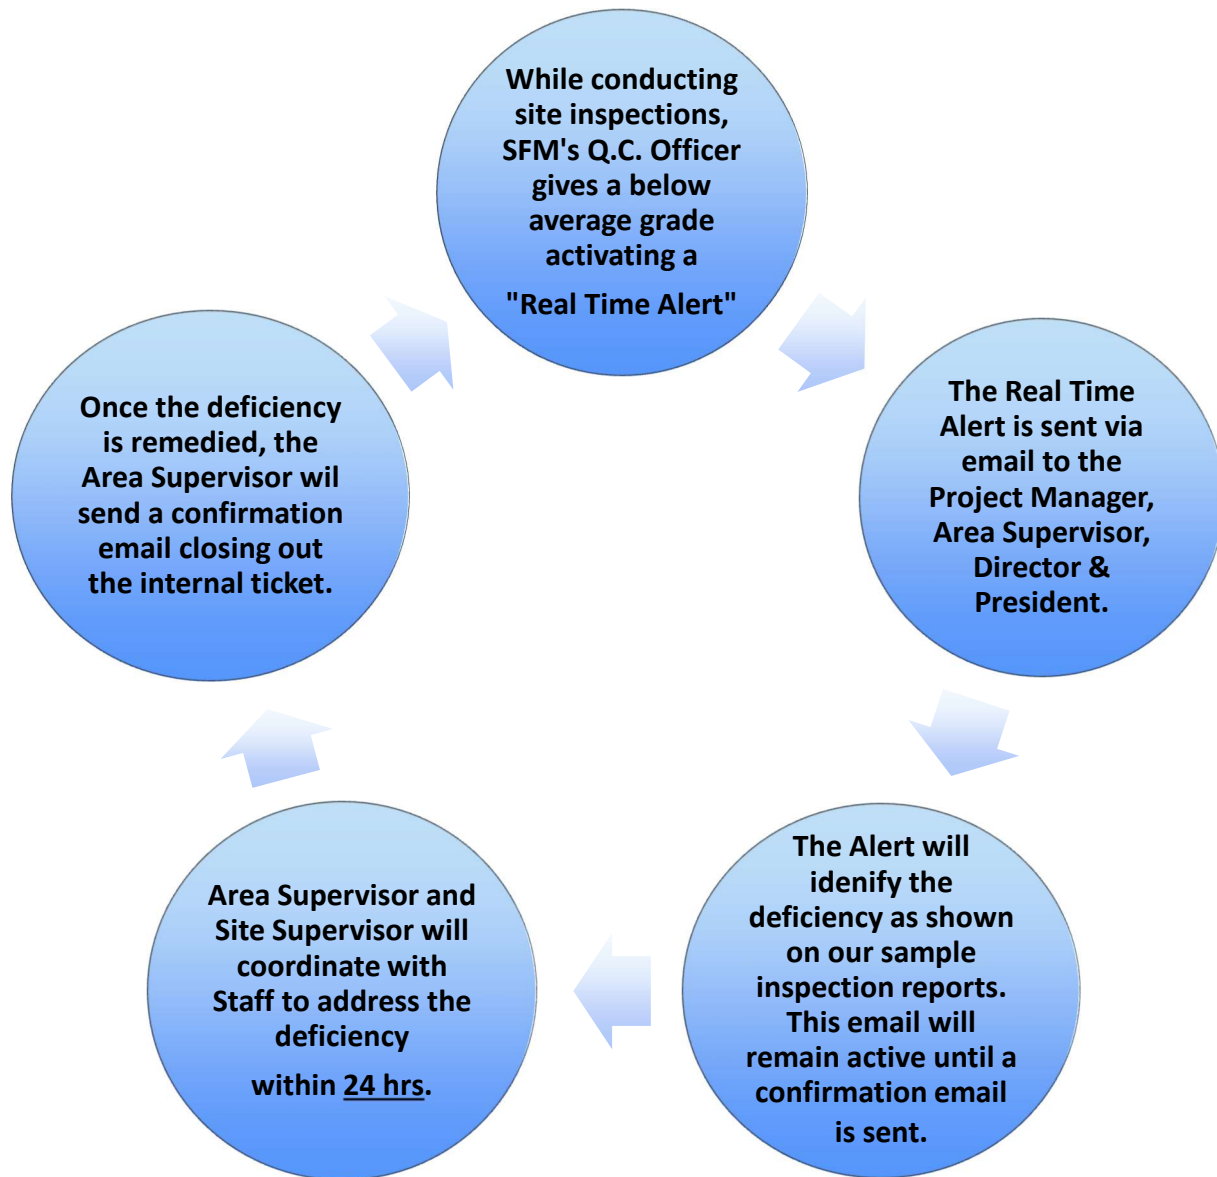 While conducting
site inspections,
SFM's Q.C. Officer
gives a below
average grade
activating a
"Real Time Alert"
The Real Time
Alert is sent via
email to the
Project Manager,
Area Supervisor,
Director &
President.
The Alert will
idenify the
deficiency as shown
on our sample
inspection reports.
This email will
remain active until a
confirmation email
is sent.
Area Supervisor and
Site Supervisor will
coordinate with
Staff to address the
deficiency
within 24 hrs.
Once the deficiency
is remedied, the
Area Supervisor wil
send a confirmation
email closing out
the internal ticket.